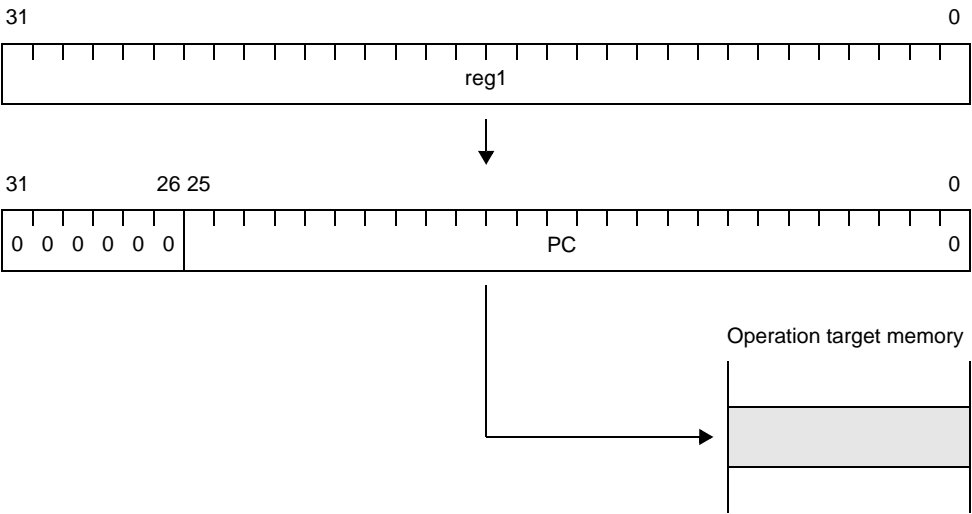 31 0
reg1
31 26 25 0
0 0 0 0 0 0 PC 0
Operation target memory